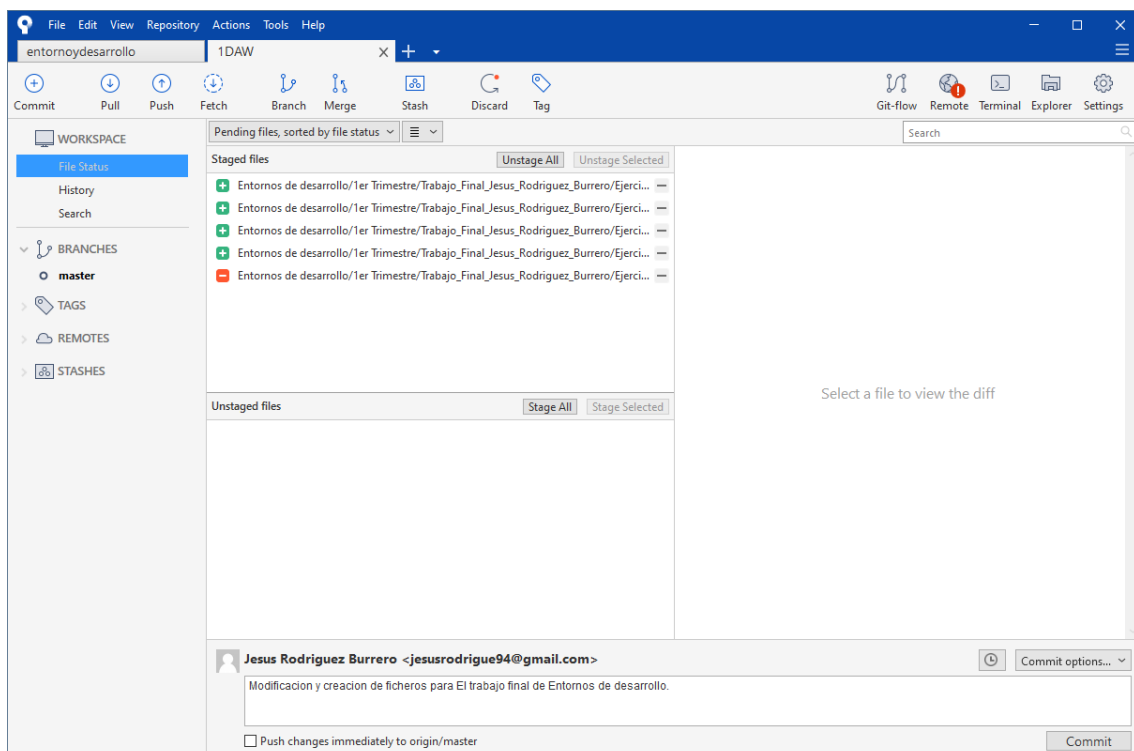 File Edit View Repository Actions Tools Help
entornoydesarrollo 1DAW
Commit Pull Push Fetch Branch Merge Stash Discard Tag Git-flow Remote Terminal Explorer Settings
WORKSPACE
File Status
History
Search
BRANCHES
master
TAGS
REMOTES
STASHES
Pending files, sorted by file status
Search
Staged files Unstage All Unstage Selected
Entornos de desarrollo/1er Trimestre/Trabajo_Final_Jesus_Rodriguez_Burrero/Ejerci...
Entornos de desarrollo/1er Trimestre/Trabajo_Final_Jesus_Rodriguez_Burrero/Ejerci...
Entornos de desarrollo/1er Trimestre/Trabajo_Final_Jesus_Rodriguez_Burrero/Ejerci...
Entornos de desarrollo/1er Trimestre/Trabajo_Final_Jesus_Rodriguez_Burrero/Ejerci...
Entornos de desarrollo/1er Trimestre/Trabajo_Final_Jesus_Rodriguez_Burrero/Ejerci...
Unstaged files Stage All Stage Selected
Select a file to view the diff
Jesus Rodriguez Burrero <jesusrodrigue94@gmail.com>
Commit options...
Modificacion y creacion de ficheros para El trabajo final de Entornos de desarrollo.
Push changes immediately to origin/master
Commit